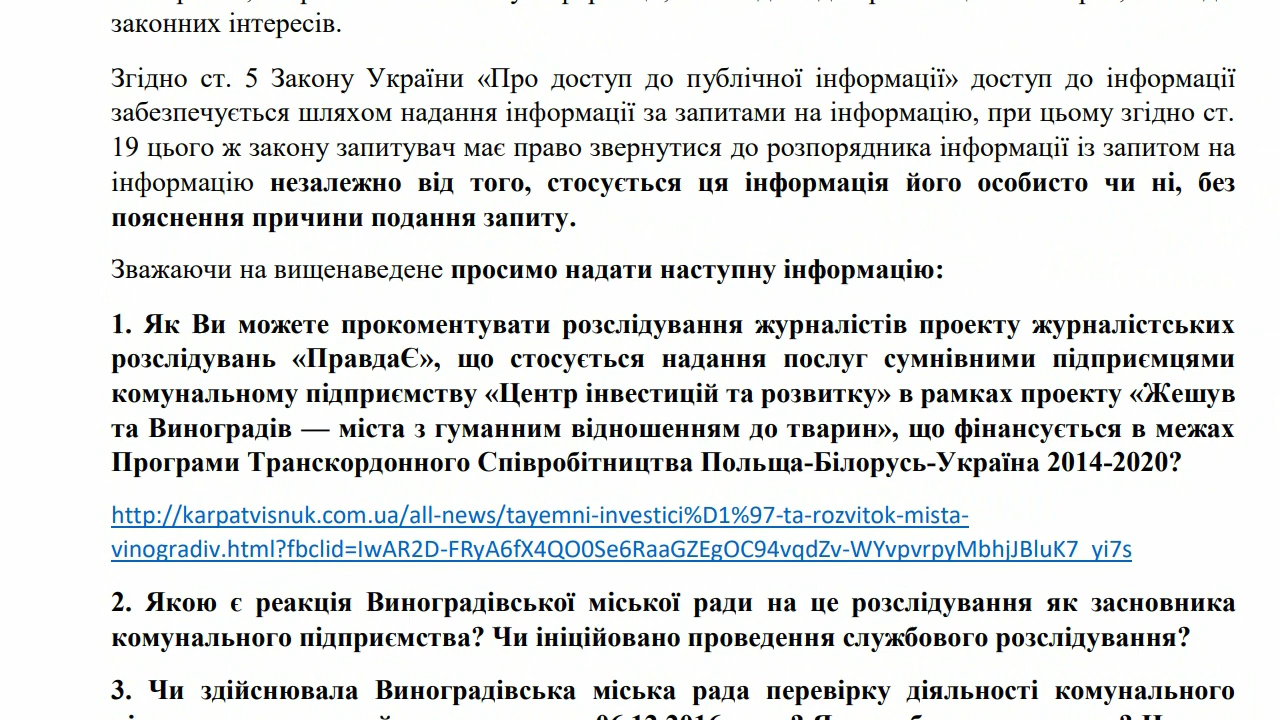 законних інтересів.
Згідно ст. 5 Закону України «Про доступ до публічної інформації» доступ до інформації
забезпечується шляхом надання інформації за запитами на інформацію, при цьому згідно ст.
19 цього ж закону запитувач має право звернутися до розпорядника інформації із запитом на
інформацію незалежно від того, стосується ця інформація його особисто чи ні, без
пояснення причини подання запиту.
Зважаючи на вищенаведене просимо надати наступну інформацію:
1. Як Ви можете прокоментувати розслідування журналістів проекту журналістських
розслідувань «ПравдаЄ», що стосується надання послуг сумнівними підприємцями
комунальному підприємству «Центр інвестицій та розвитку» в рамках проекту «Жешув
та Виноградів — міста з гуманним відношенням до тварин», що фінансується в межах
Програми Транскордонного Співробітництва Польща-Білорусь-Україна 2014-2020?
http://karpatvisnuk.com.ua/all-news/tayemni-investici%D1%97-ta-rozvitok-mista-
vinogradiv.html?fbclid=IwAR2D-FRyA6fX4QO0Se6RaaGZEgOC94vqdZv-WYvpvrpyMbhjJBluK7_yi7s
2. Якою є реакція Виноградівської міської ради на це розслідування як засновника
комунального підприємства? Чи ініційовано проведення службового розслідування?
3. Чи здійснювала Виноградівська міська рада перевірку діяльності комунального